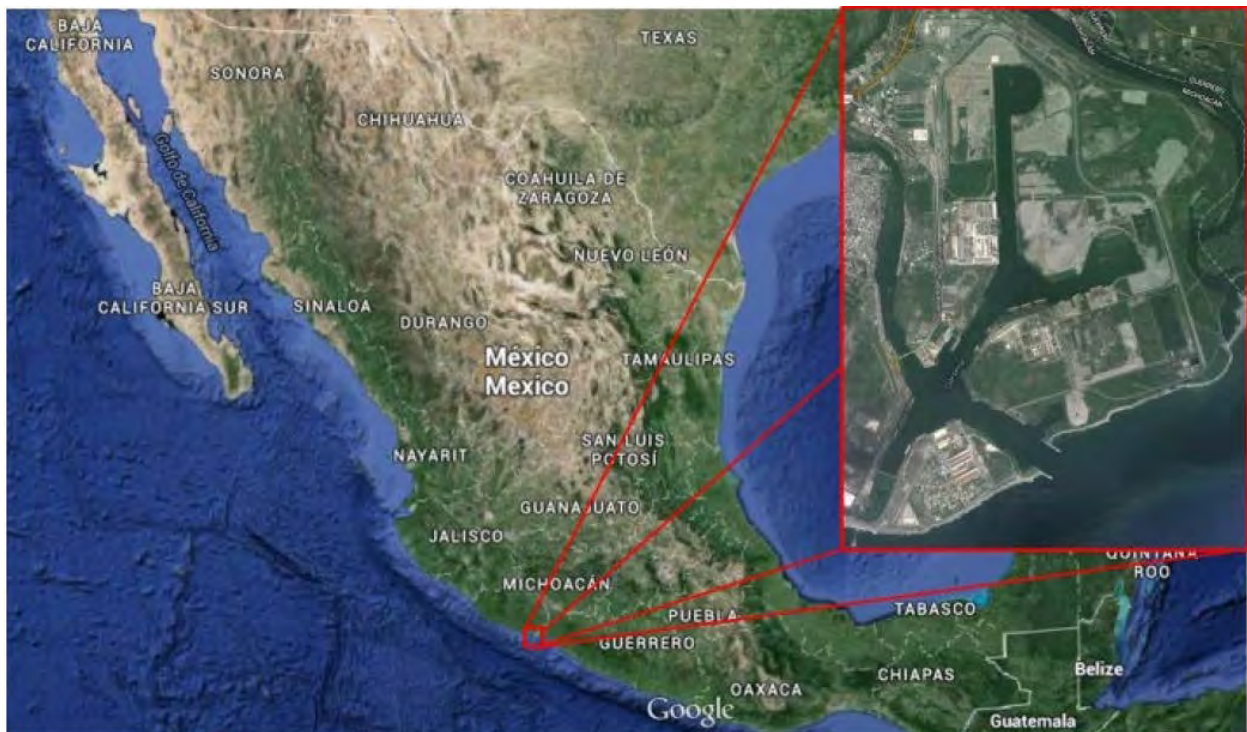 BAJA
CALIFORNIA
SONORA
TEXAS
CHIHUAHUA
Golfo de California
COAHUILA DE
ZARAGOZA
NUEVO LEÓN
BAJA
CALIFORNIA SUR
SINALOA
DURANGO
México
Mexico
TAMAULIPAS
SAN LUIS
POTOSÍ
NAYARIT
GUANAJUATO
JALISCO
MICHOACÁN
PUEBLA
GUERRERO
OAXACA
Google
TABASCO
CHIAPAS
QUINTANA
ROO
Belize
Guatemala
GUERRERO
MICHOACÁN